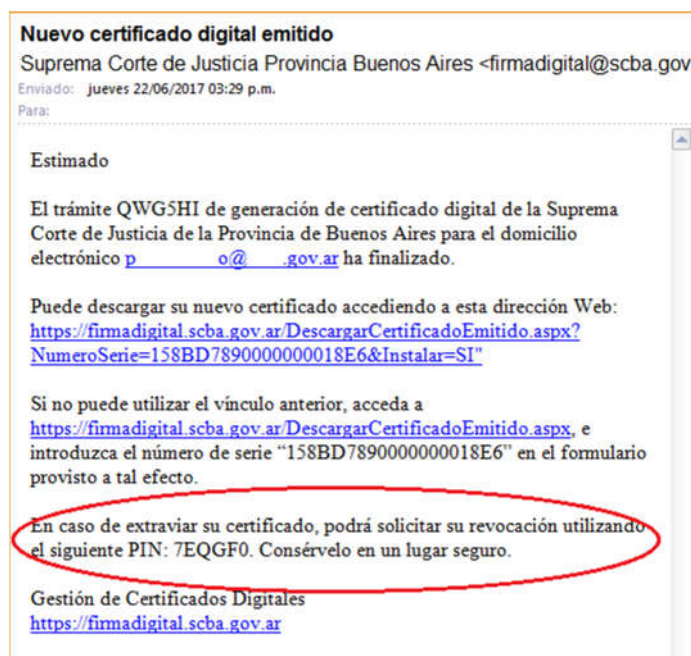 Nuevo certificado digital emitido
Suprema Corte de Justicia Provincia Buenos Aires <firmadigital@scba.gov
Enviado: jueves 22/06/2017 03:29 p.m.
Para:
Estimado
El trámite QWG5HI de generación de certificado digital de la Suprema
Corte de Justicia de la Provincia de Buenos Aires para el domicilio
electrónico p o@ .gov.ar ha finalizado.
Puede descargar su nuevo certificado accediendo a esta dirección Web:
https://firmadigital.scba.gov.ar/DescargarCertificadoEmitido.aspx?
NumeroSerie=158BD7890000000018E6&Instalar=SI"
Si no puede utilizar el vínculo anterior, acceda a
https://firmadigital.scba.gov.ar/DescargarCertificadoEmitido.aspx, e
introduzca el número de serie “158BD7890000000018E6” en el formulario
provisto a tal efecto.
En caso de extraviar su certificado, podrá solicitar su revocación utilizando
el siguiente PIN: 7EQGF0. Consérvelo en un lugar seguro.
Gestión de Certificados Digitales
https://firmadigital.scba.gov.ar